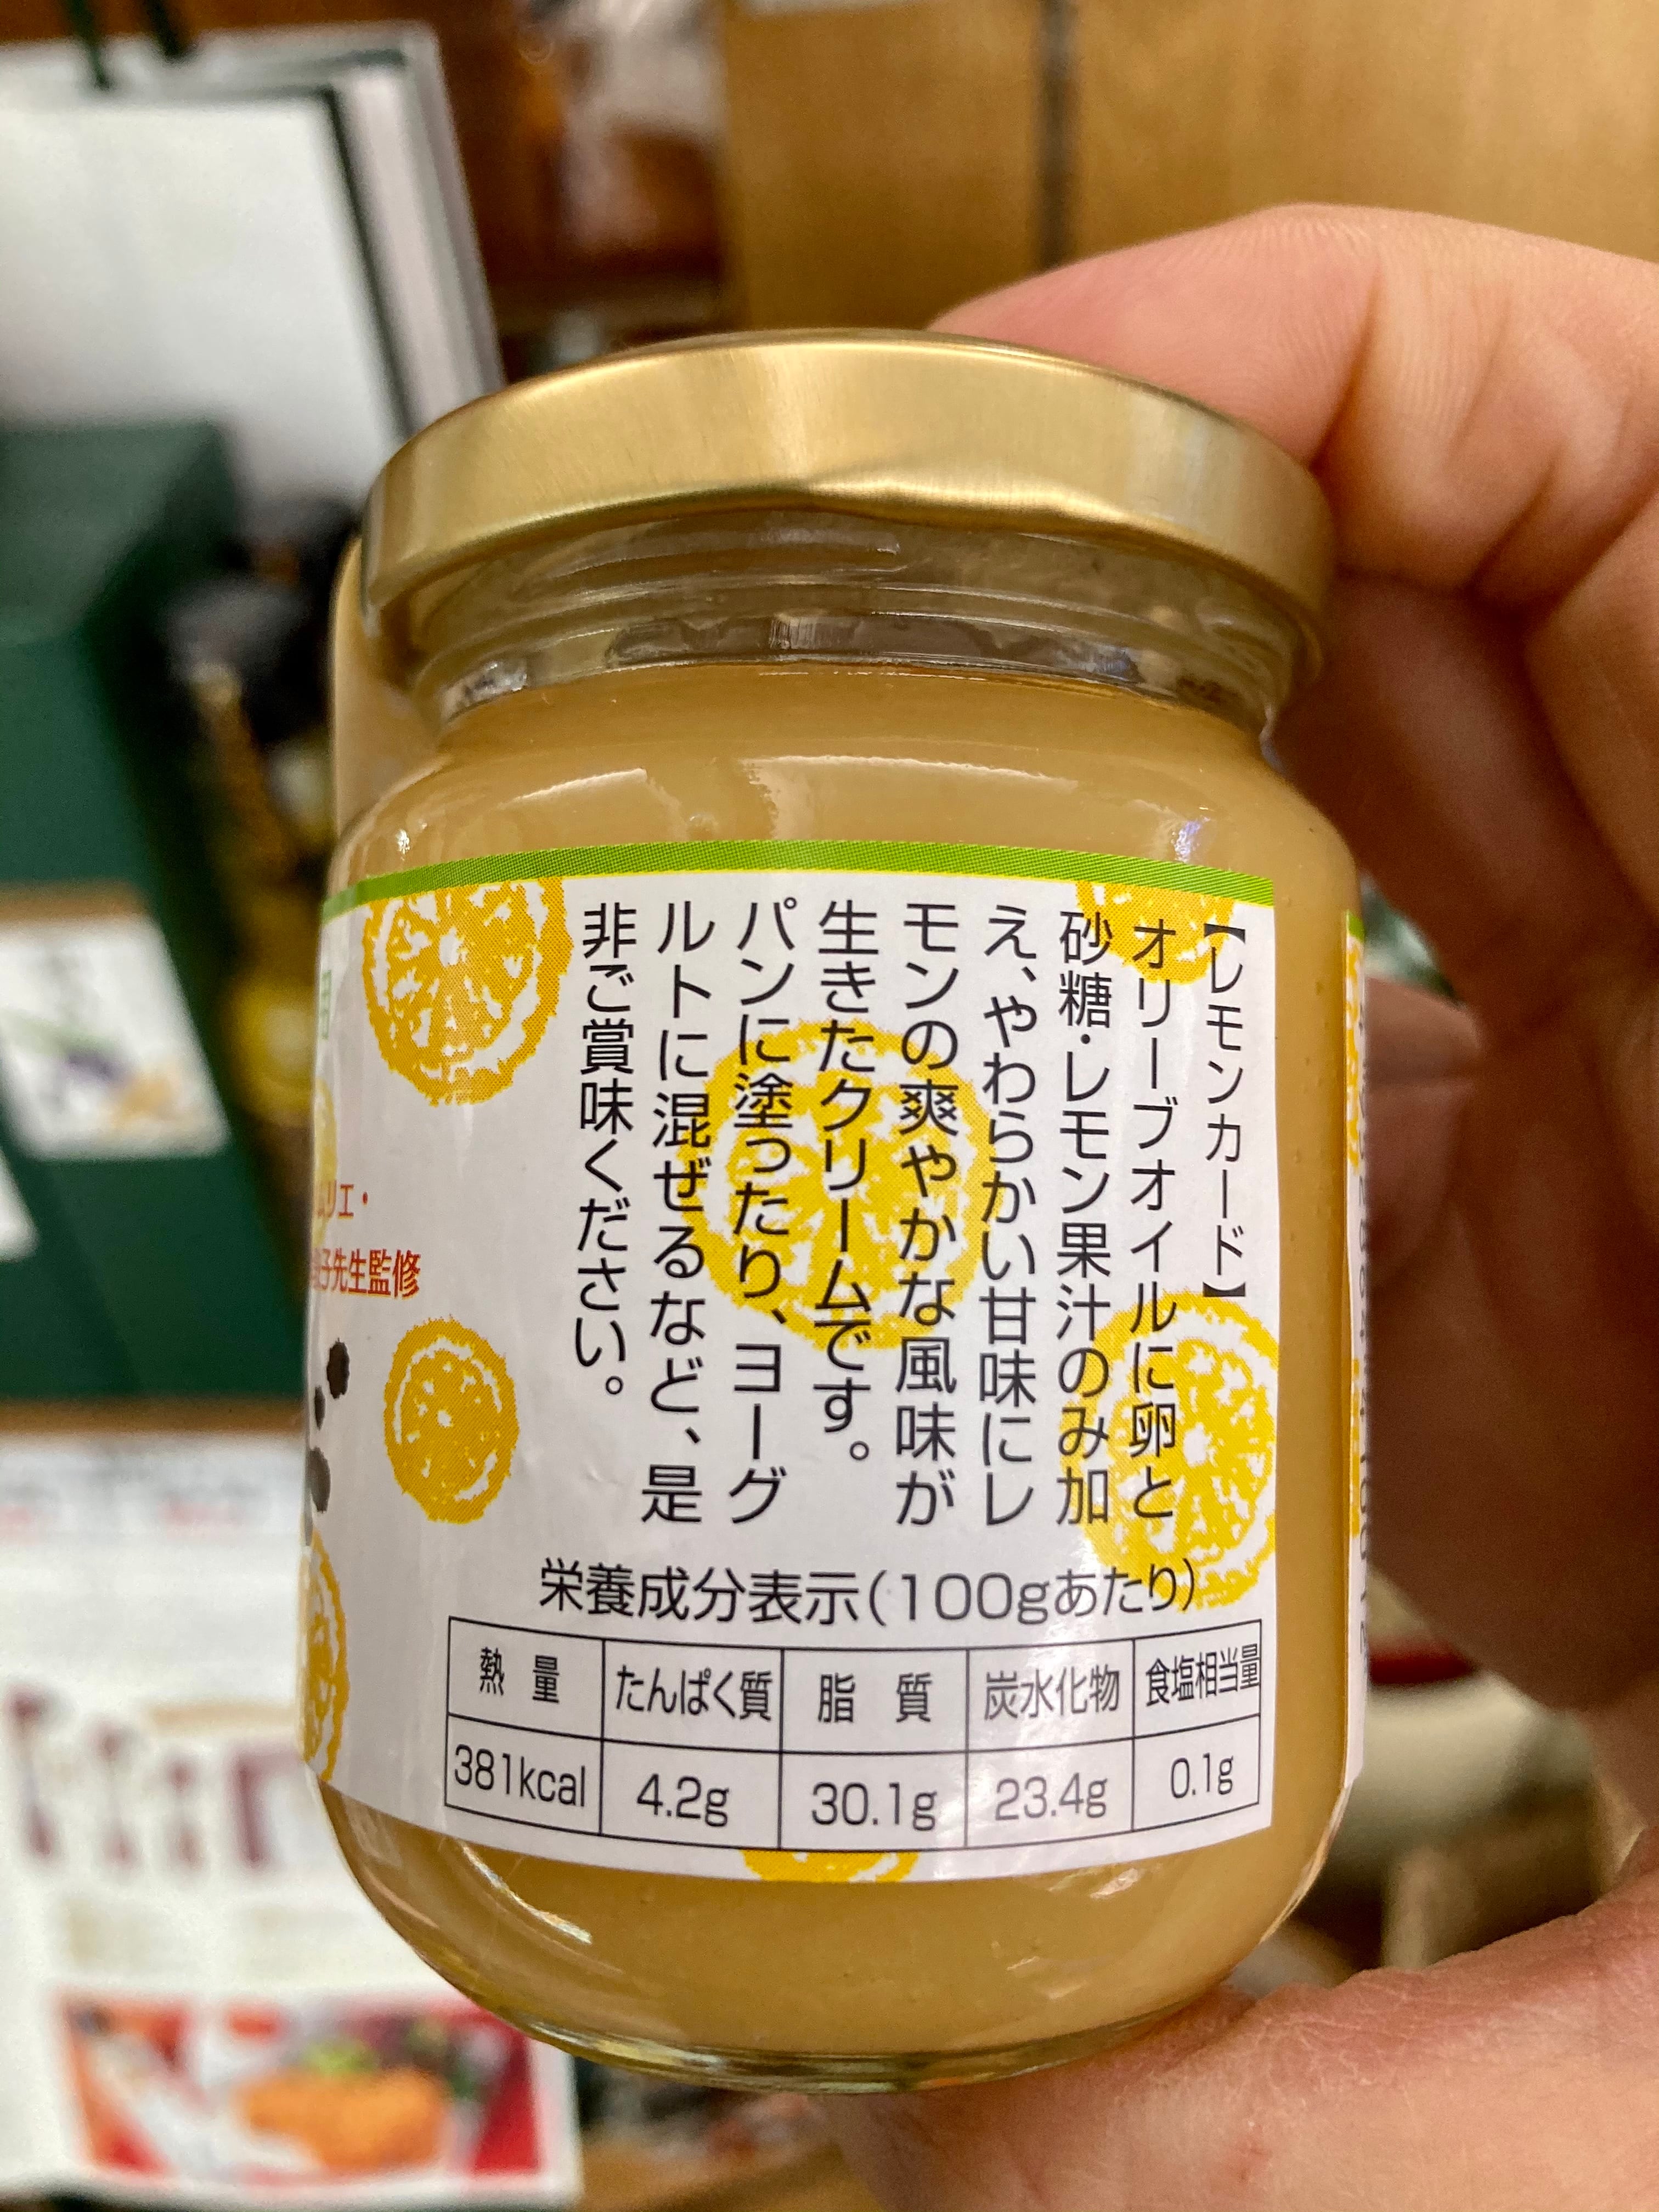 【レモンカード】
オリーブオイルに卵と
砂糖・レモン果汁のみ加
え、やわらかい甘味にレ
モンの爽やかな風味が
生きたクリームです。
パンに塗ったり、ヨーグ
ルトに混ぜるなど、是
非ご賞味ください。
栄養成分表示(100gあたり)
熱量 たんぱく質 脂質 炭水化物 食塩相当量
381kcal 4.2g 30.1g 23.4g 0.1g
用
リエ・
子先生監修